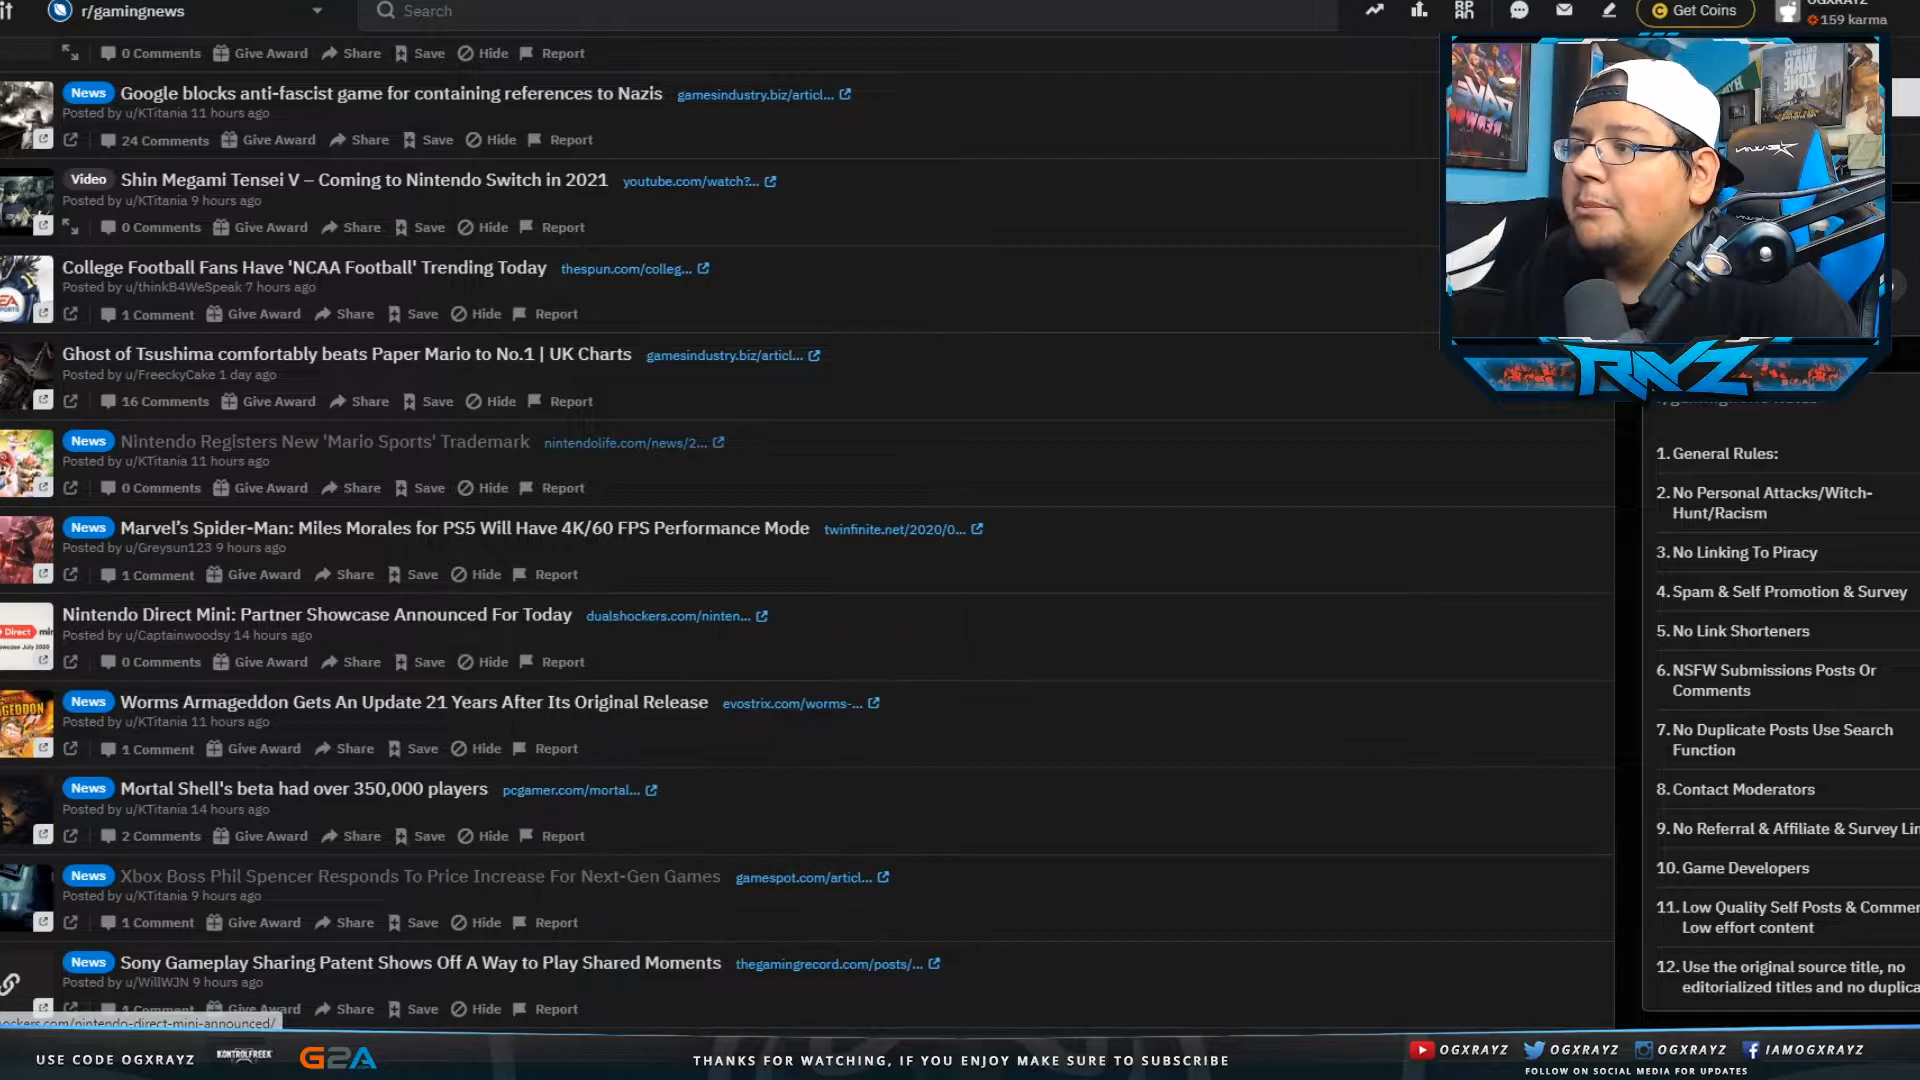 it r/gamingnews Search Get Coins OGXRAYZ
159 karma
0 Comments Give Award Share Save Hide Report
News Google blocks anti-fascist game for containing references to Nazis gamesindustry.biz/articl...
Posted by u/KTitania 11 hours ago
24 Comments Give Award Share Save Hide Report
Video Shin Megami Tensei V – Coming to Nintendo Switch in 2021 youtube.com/watch?...
Posted by u/KTitania 9 hours ago
0 Comments Give Award Share Save Hide Report
College Football Fans Have 'NCAA Football' Trending Today thespun.com/colleg...
Posted by u/thinkB4WeSpeak 7 hours ago
1 Comment Give Award Share Save Hide Report
Ghost of Tsushima comfortably beats Paper Mario to No.1 | UK Charts gamesindustry.biz/articl...
Posted by u/FreeckyCake 1 day ago
16 Comments Give Award Share Save Hide Report
News Nintendo Registers New 'Mario Sports' Trademark nintendolife.com/news/2...
Posted by u/KTitania 11 hours ago
0 Comments Give Award Share Save Hide Report
News Marvel's Spider-Man: Miles Morales for PS5 Will Have 4K/60 FPS Performance Mode twinfinite.net/2020/0...
Posted by u/Greysun123 9 hours ago
1 Comment Give Award Share Save Hide Report
Nintendo Direct Mini: Partner Showcase Announced For Today dualshockers.com/ninten...
Posted by u/Captainwoodsy 14 hours ago
0 Comments Give Award Share Save Hide Report
News Worms Armageddon Gets An Update 21 Years After Its Original Release evostrix.com/worms-...
Posted by u/KTitania 11 hours ago
1 Comment Give Award Share Save Hide Report
News Mortal Shell's beta had over 350,000 players pcgamer.com/mortal...
Posted by u/KTitania 14 hours ago
2 Comments Give Award Share Save Hide Report
News Xbox Boss Phil Spencer Responds To Price Increase For Next-Gen Games gamespot.com/articl...
Posted by u/KTitania 9 hours ago
1 Comment Give Award Share Save Hide Report
News Sony Gameplay Sharing Patent Shows Off A Way to Play Shared Moments thegamingrecord.com/posts/...
Posted by u/WillWJN 9 hours ago
1 Comment Give Award Share Save Hide Report
ockers.com/nintendo-direct-mini-announced/
RAYZ
1. General Rules:
2. No Personal Attacks/Witch-
Hunt/Racism
3. No Linking To Piracy
4. Spam & Self Promotion & Survey
5. No Link Shorteners
6. NSFW Submissions Posts Or
Comments
7. No Duplicate Posts Use Search
Function
8. Contact Moderators
9. No Referral & Affiliate & Survey Lin
10. Game Developers
11. Low Quality Self Posts & Commen
Low effort content
12. Use the original source title, no
editorialized titles and no duplica
USE CODE OGXRAYZ KONTROLFREEK G2A THANKS FOR WATCHING, IF YOU ENJOY MAKE SURE TO SUBSCRIBE OGXRAYZ OGXRAYZ OGXRAYZ IAMOGXRAYZ
FOLLOW ON SOCIAL MEDIA FOR UPDATES